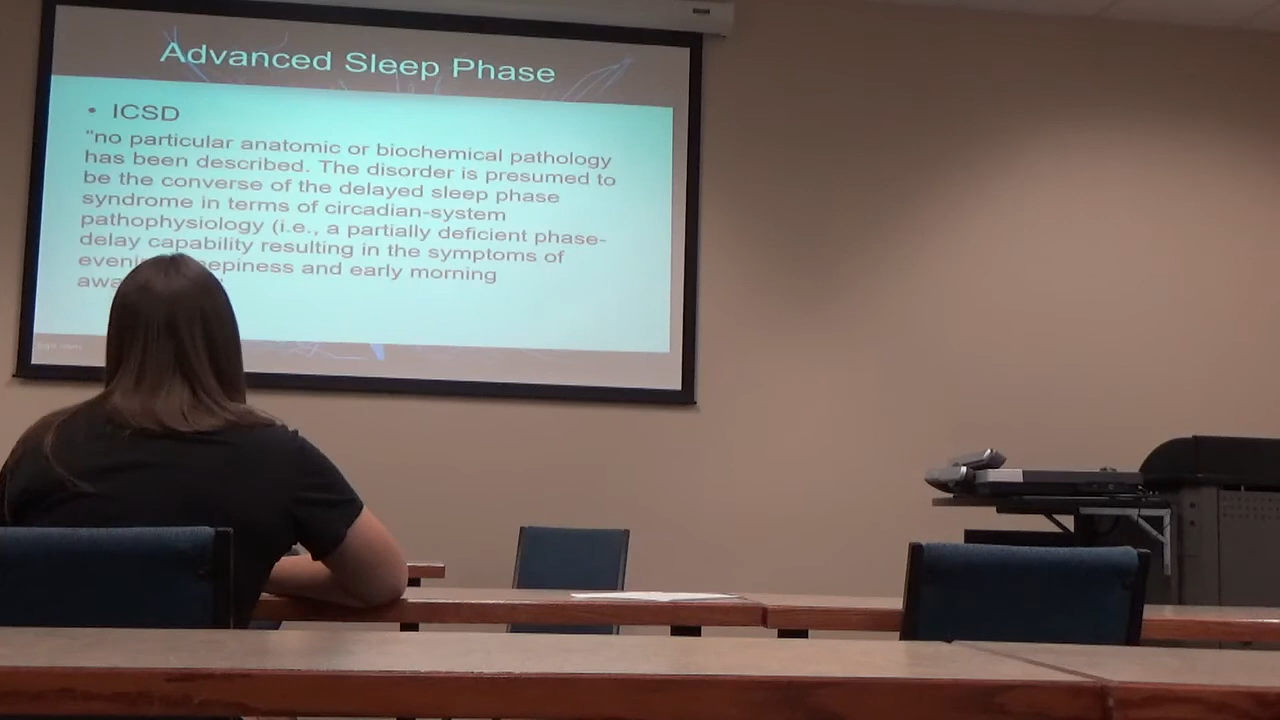 Advanced Sleep Phase
• ICSD
"no particular anatomic or biochemical pathology
has been described. The disorder is presumed to
be the converse of the delayed sleep phase
syndrome in terms of circadian-system
pathophysiology (i.e., a partially deficient phase-
delay capability resulting in the symptoms of
and early morning